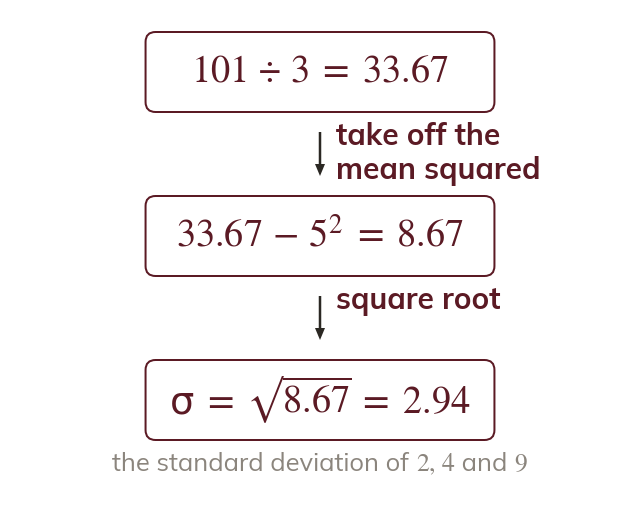 101 ÷ 3 = 33.67
take off the
mean squared
33.67 − 5² = 8.67
square root
σ = √8.67 = 2.94
the standard deviation of 2, 4 and 9